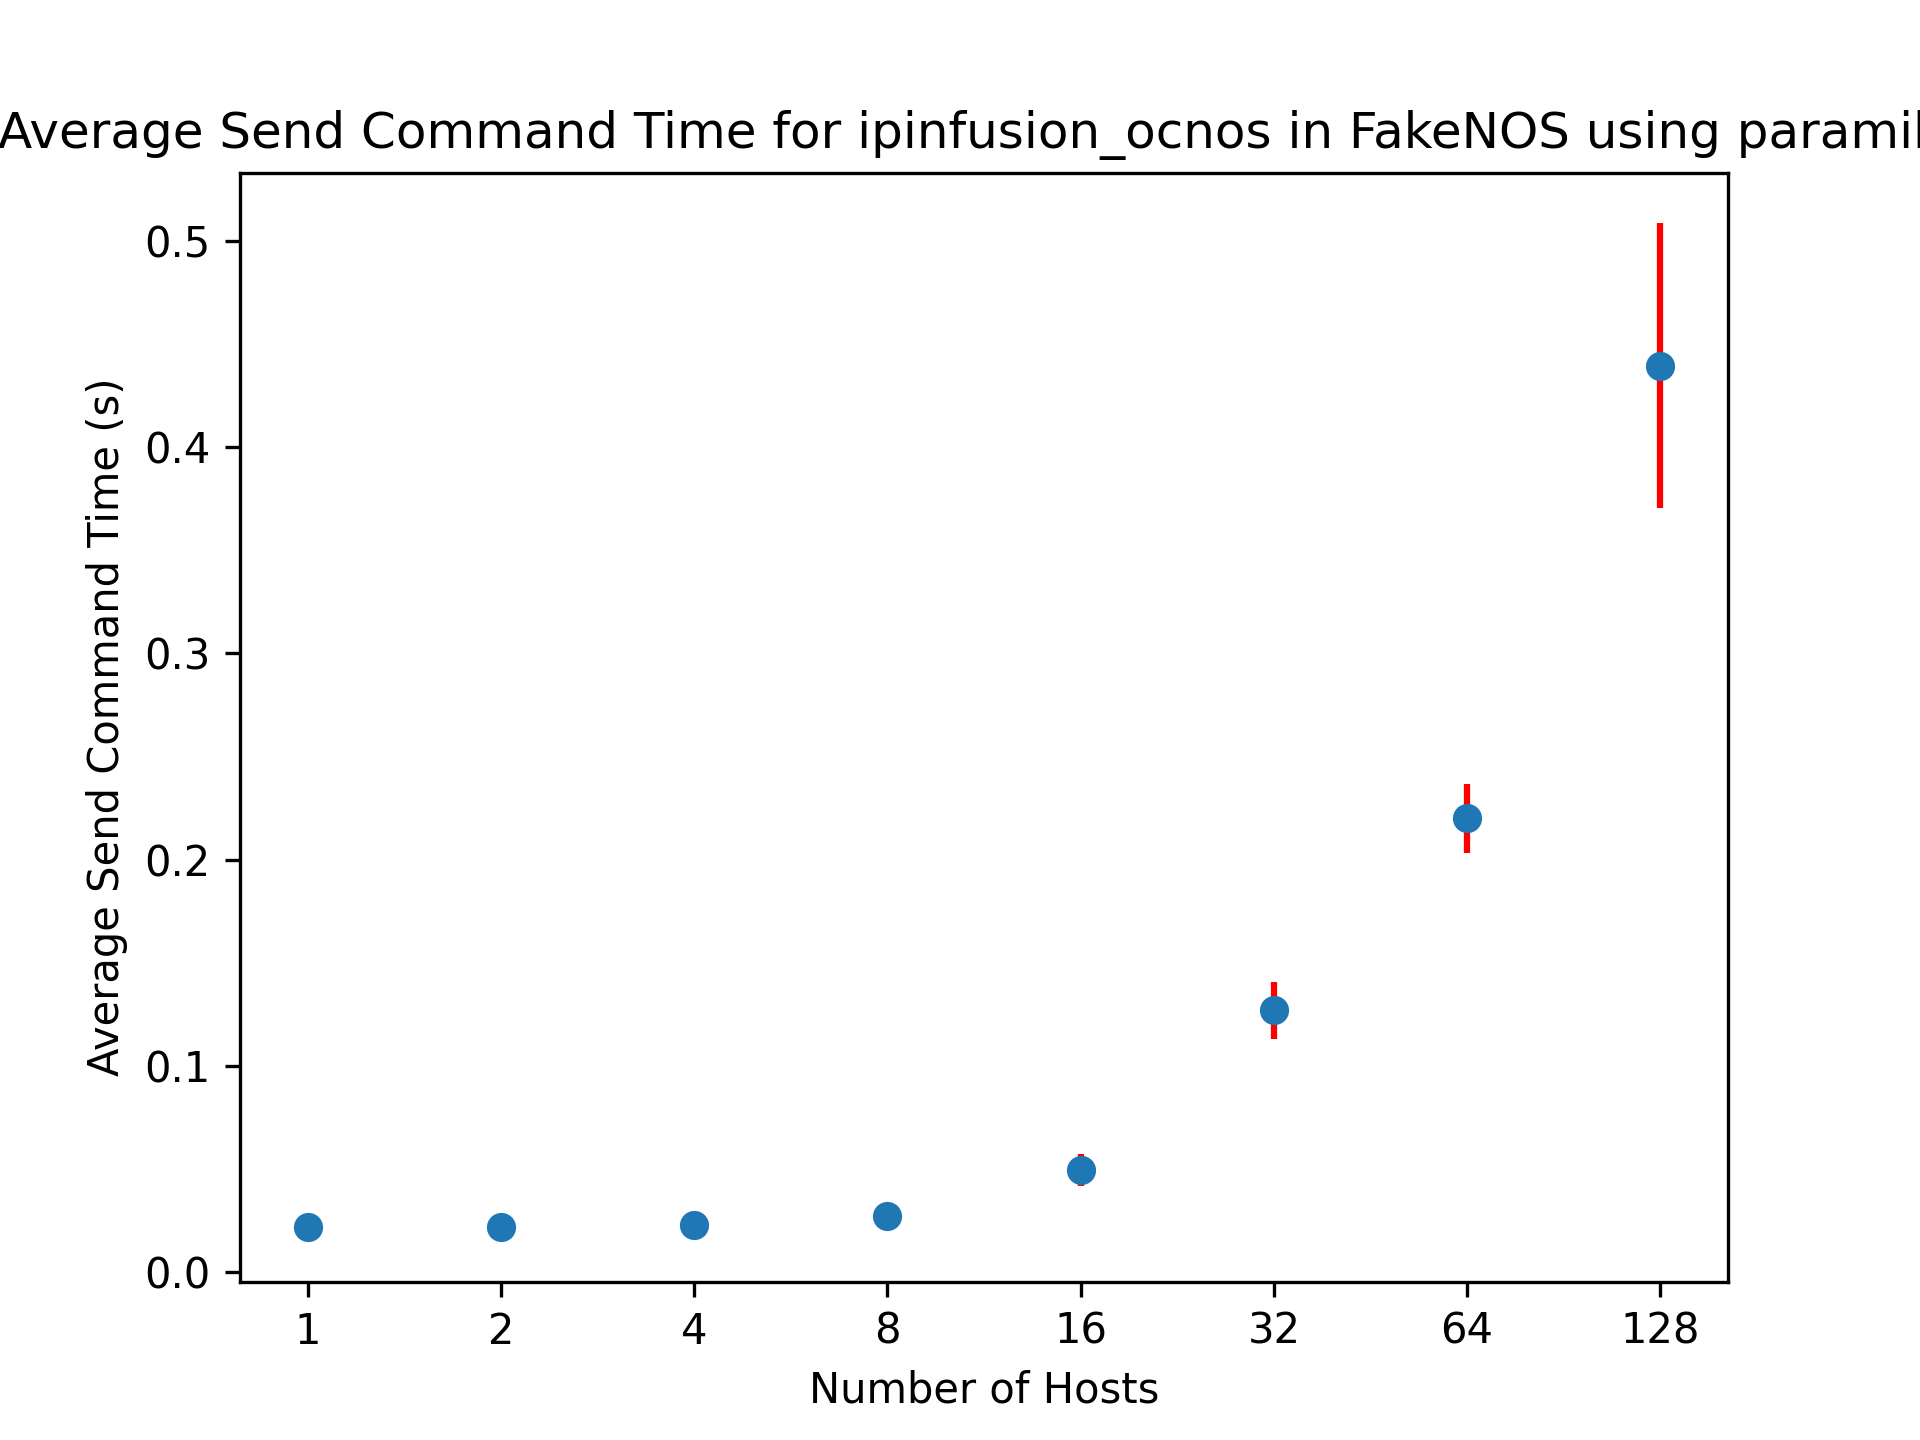 Average Send Command Time for ipinfusion_ocnos in FakeNOS using
Average Send Command Time (s)
0.5
0.4
0.3
0.2
0.1
0.0
1 2 4 8 16 32 64 128
Number of Hosts